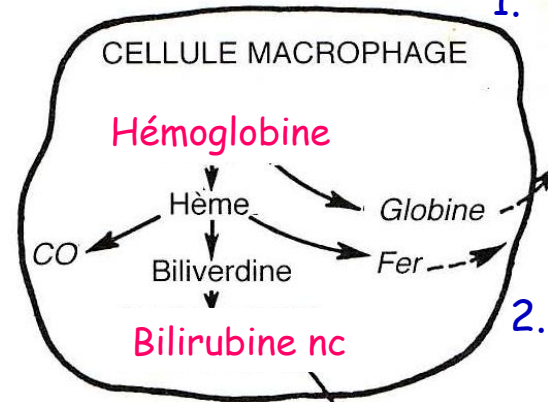 1.
CELLULE MACROPHAGE
Hémoglobine
Hème
Globine
CO
Fer
Biliverdine
2.
Bilirubine nc